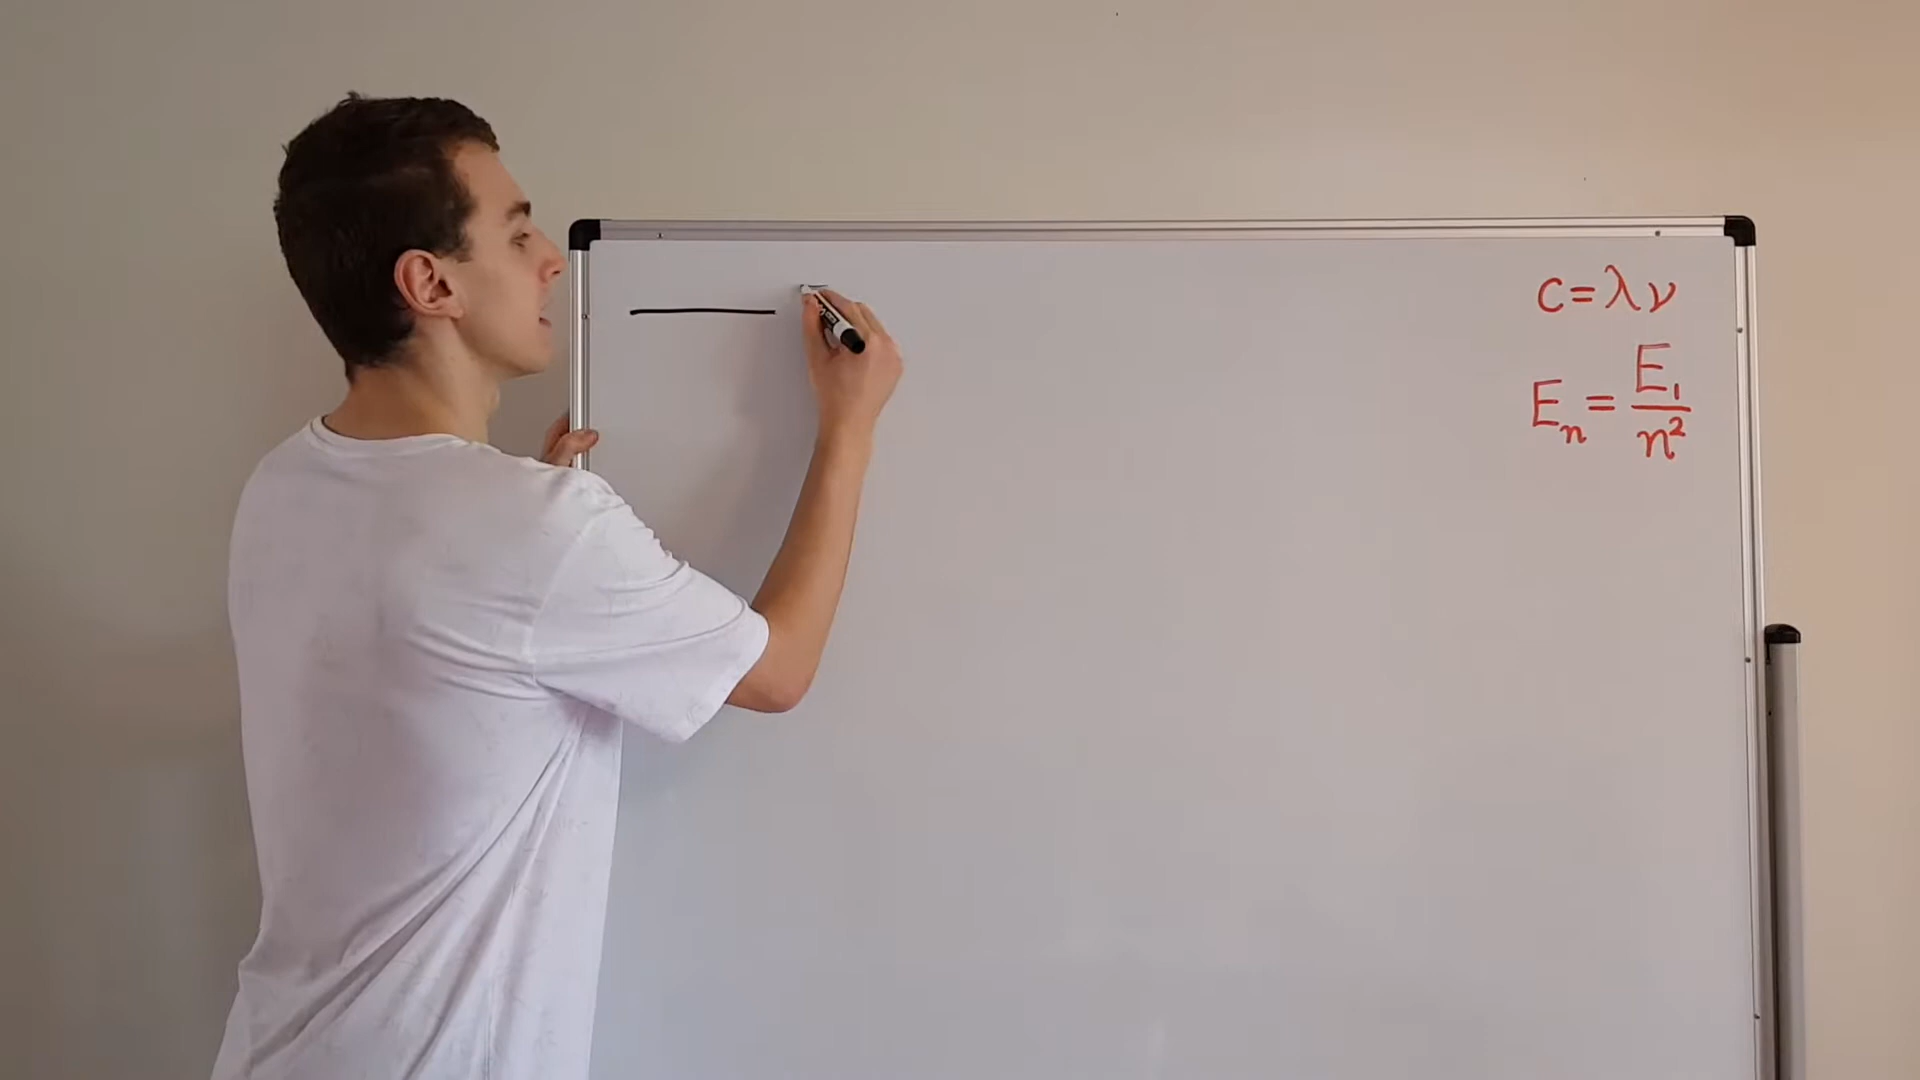 c=λν
Eₙ = E₁/n²